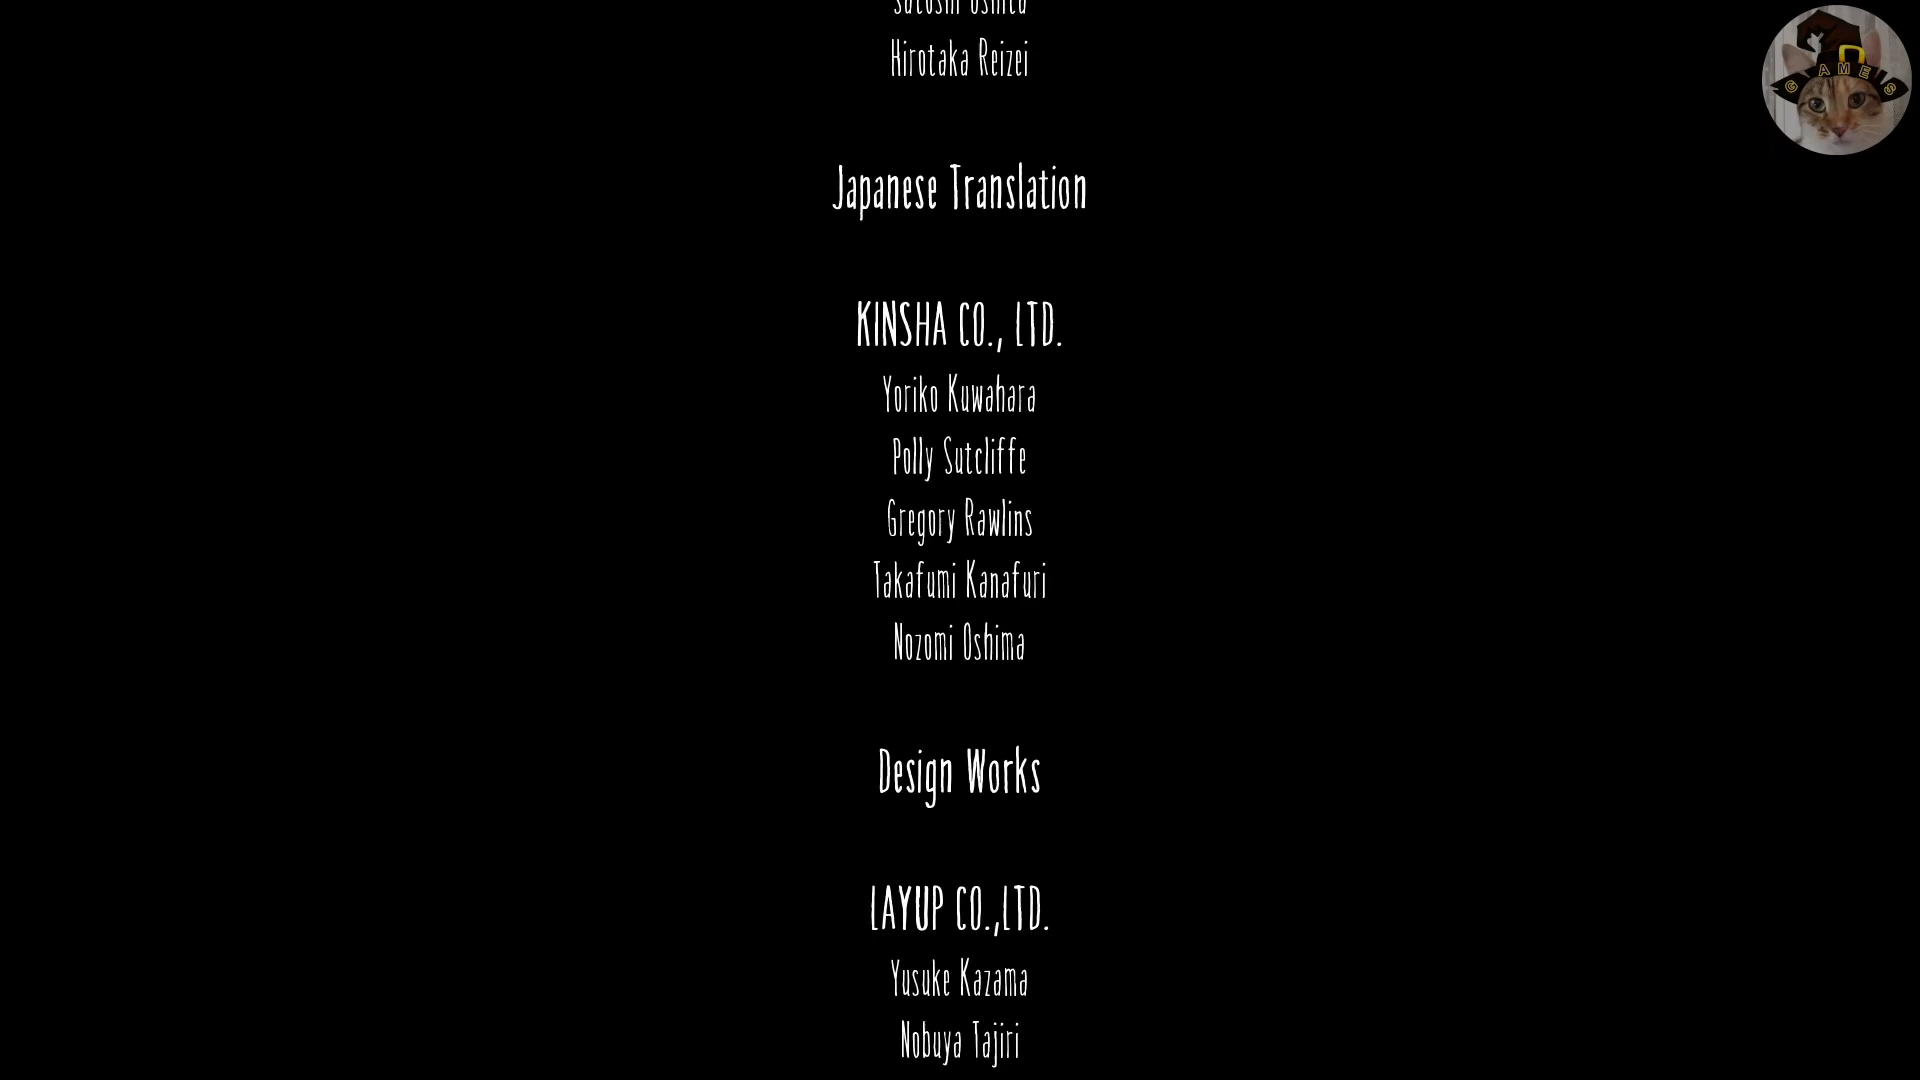 Hirotaka Reizei
Japanese Translation
KINSHA CO., LTD.
Yoriko Kuwahara
Polly Sutcliffe
Gregory Rawlins
Takafumi Kanafuri
Nozomi Oshima
Design Works
LAYUP CO.,LTD.
Yusuke Kazama
Nobuya Tajiri
GAMES